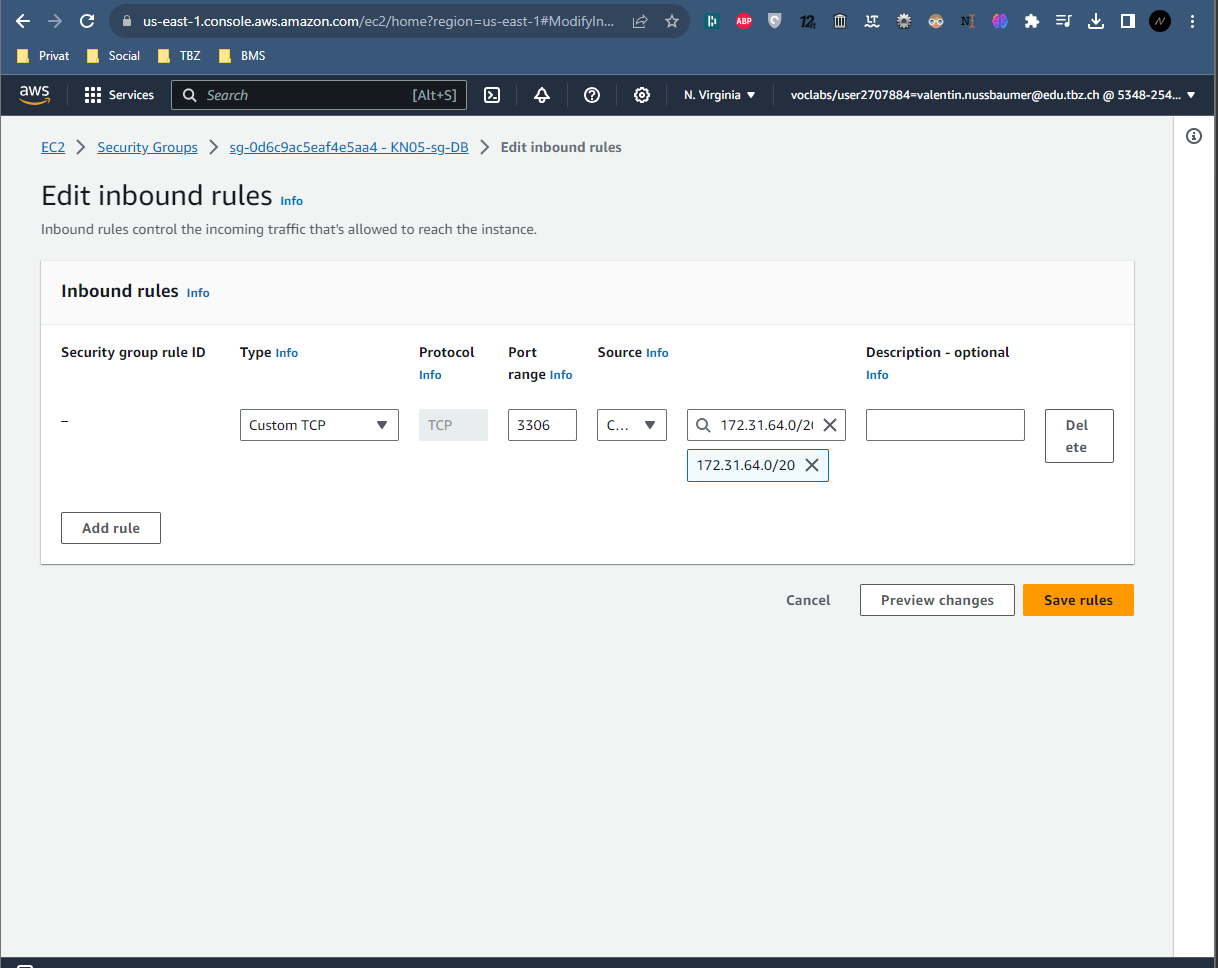 us-east-1.console.aws.amazon.com/ec2/home?region=us-east-1#ModifyIn...
ABP
12ft
LT
Privat Social TBZ BMS
aws Services Search [Alt+S] N. Virginia voclabs/user2707884=valentin.nussbaumer@edu.tbz.ch @ 5348-254...
EC2 Security Groups sg-0d6c9ac5eaf4e5aa4 - KN05-sg-DB Edit inbound rules
Edit inbound rules Info
Inbound rules control the incoming traffic that's allowed to reach the instance.
Inbound rules Info
Security group rule ID Type Info Protocol Info Port range Info Source Info Description - optional Info
– Custom TCP TCP 3306 C... 172.31.64.0/20 Delete
172.31.64.0/20
Add rule
Cancel Preview changes Save rules